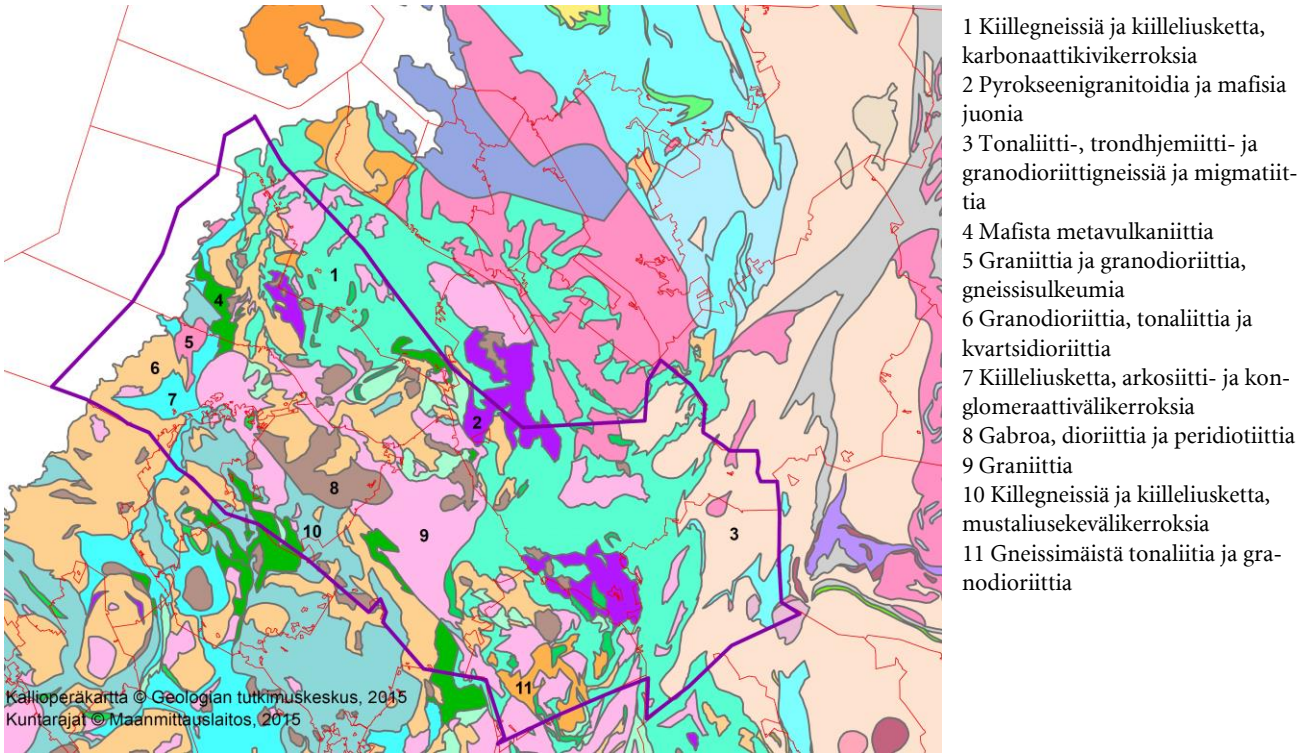 1
4
5
6
7
2
8
10
9
3
11
Kallioperäkartta © Geologian tutkimuskeskus, 2015
Kuntarajat © Maanmittauslaitos, 2015
1 Kiillegneissiä ja kiilleliusketta,
karbonaattikivikerroksia
2 Pyrokseenigranitoidia ja mafisia
juonia
3 Tonaliitti-, trondhjemiitti- ja
granodioriittigneissiä ja migmatiit-
tia
4 Mafista metavulkaniittia
5 Graniittia ja granodioriittia,
gneissisulkeumia
6 Granodioriittia, tonaliittia ja
kvartsidioriittia
7 Kiilleliusketta, arkosiitti- ja kon-
glomeraattivälikerroksia
8 Gabroa, dioriittia ja peridiotiittia
9 Graniittia
10 Killegneissiä ja kiilleliusketta,
mustaliusekevälikerroksia
11 Gneissimäistä tonaliitia ja gra-
nodioriittia